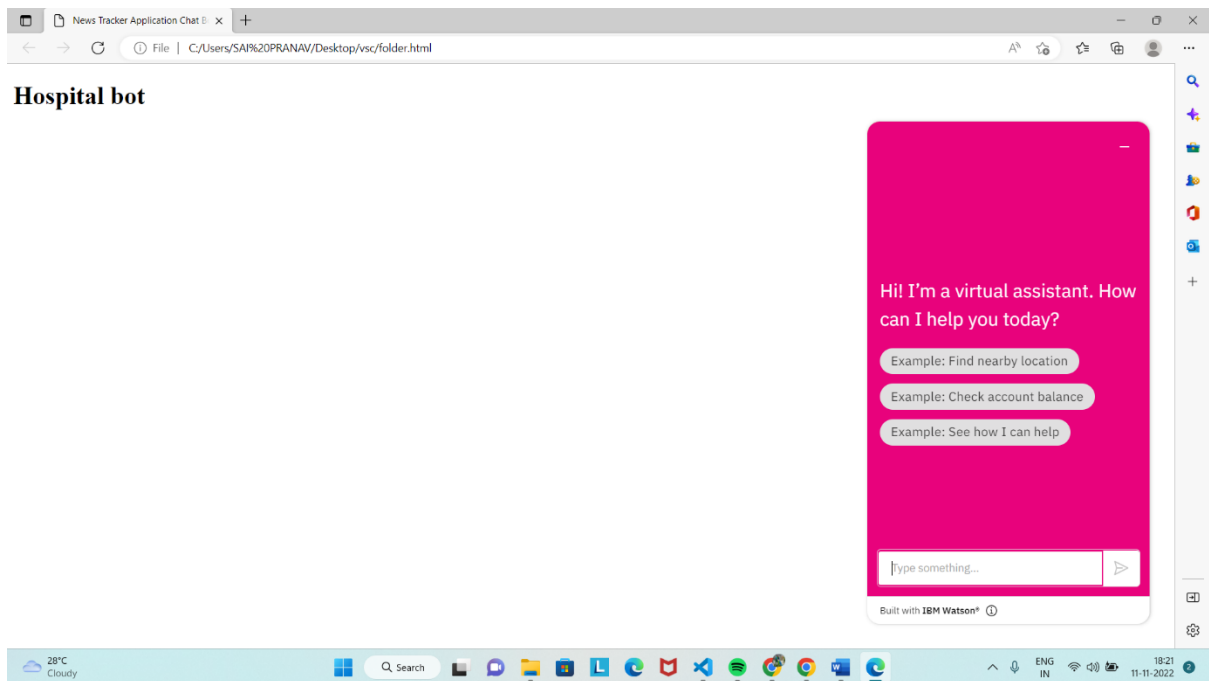 News Tracker Application Chat B
File | C:/Users/SAI%20PRANAV/Desktop/vsc/folder.html
Hospital bot
Hi! I'm a virtual assistant. How
can I help you today?
Example: Find nearby location
Example: Check account balance
Example: See how I can help
Type something...
Built with IBM Watson®
28°C
Cloudy
Search
ENG
IN
18:21
11-11-2022
2